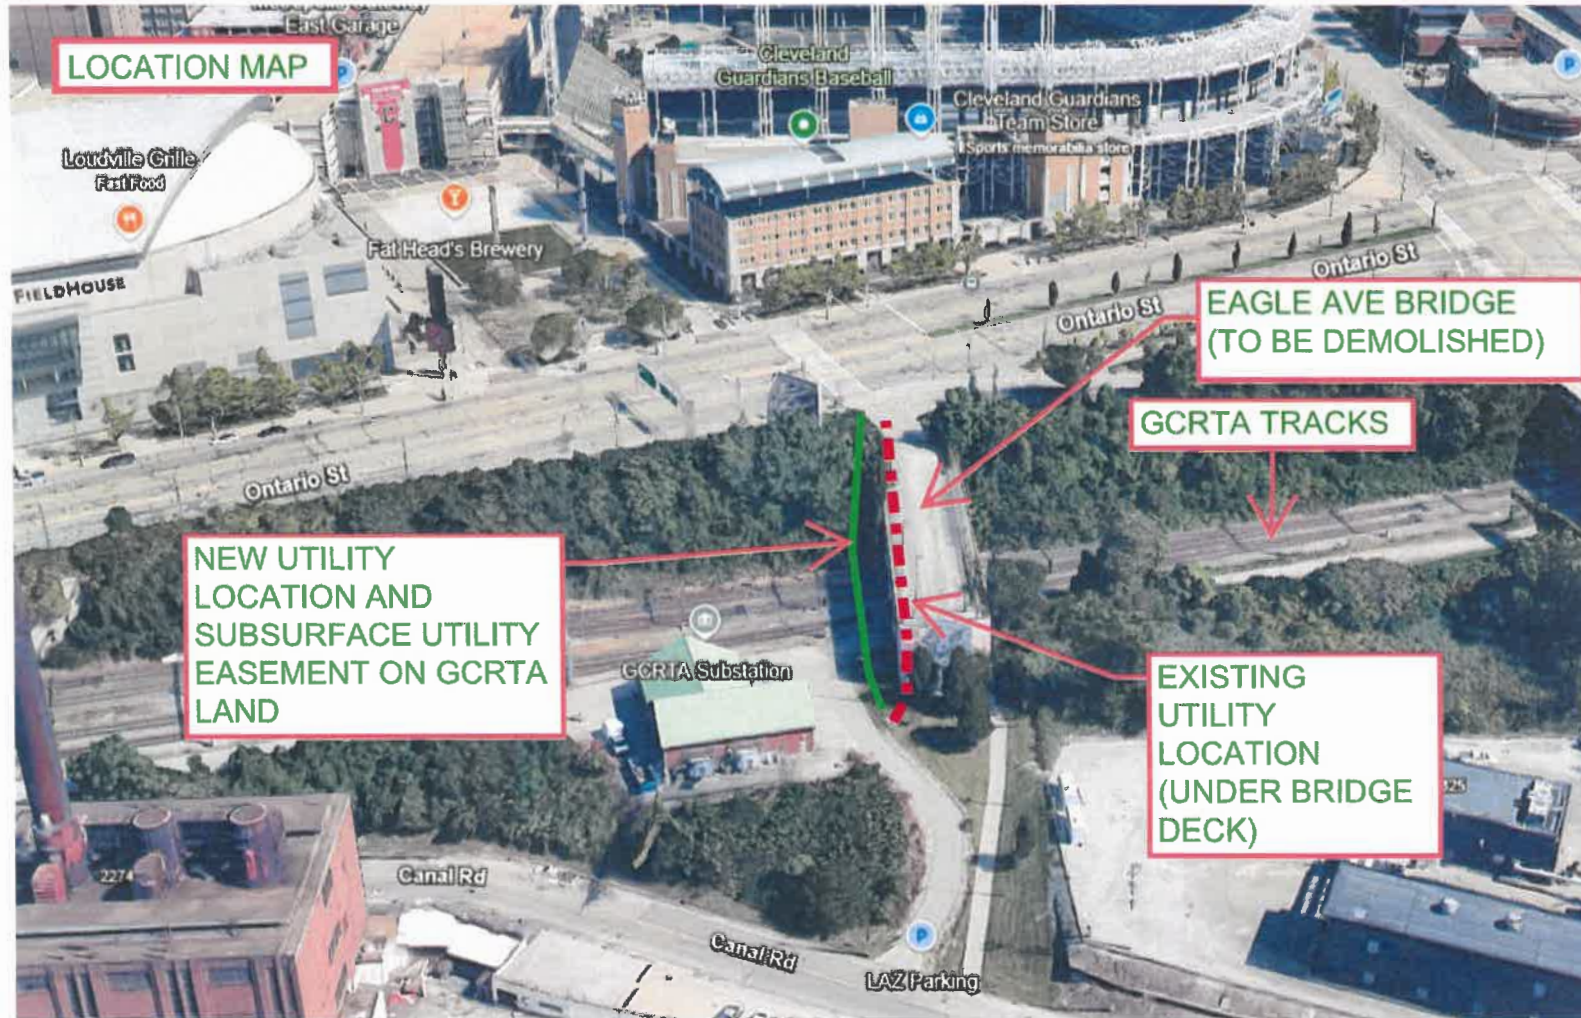 East Garage
LOCATION MAP
P
Cleveland
Guardians Baseball
P
Cleveland Guardians
Team Store
Sports memorabilia store
Loudville Grille
Fast Food
Fat Head's Brewery
FIELDHOUSE
Ontario St
Ontario St
EAGLE AVE BRIDGE
(TO BE DEMOLISHED)
GCRTA TRACKS
Ontario St
NEW UTILITY
LOCATION AND
SUBSURFACE UTILITY
EASEMENT ON GCRTA
LAND
GCRTA Substation
EXISTING
UTILITY
LOCATION
(UNDER BRIDGE
DECK)
2274
Canal Rd
Canal Rd
P
LAZ Parking